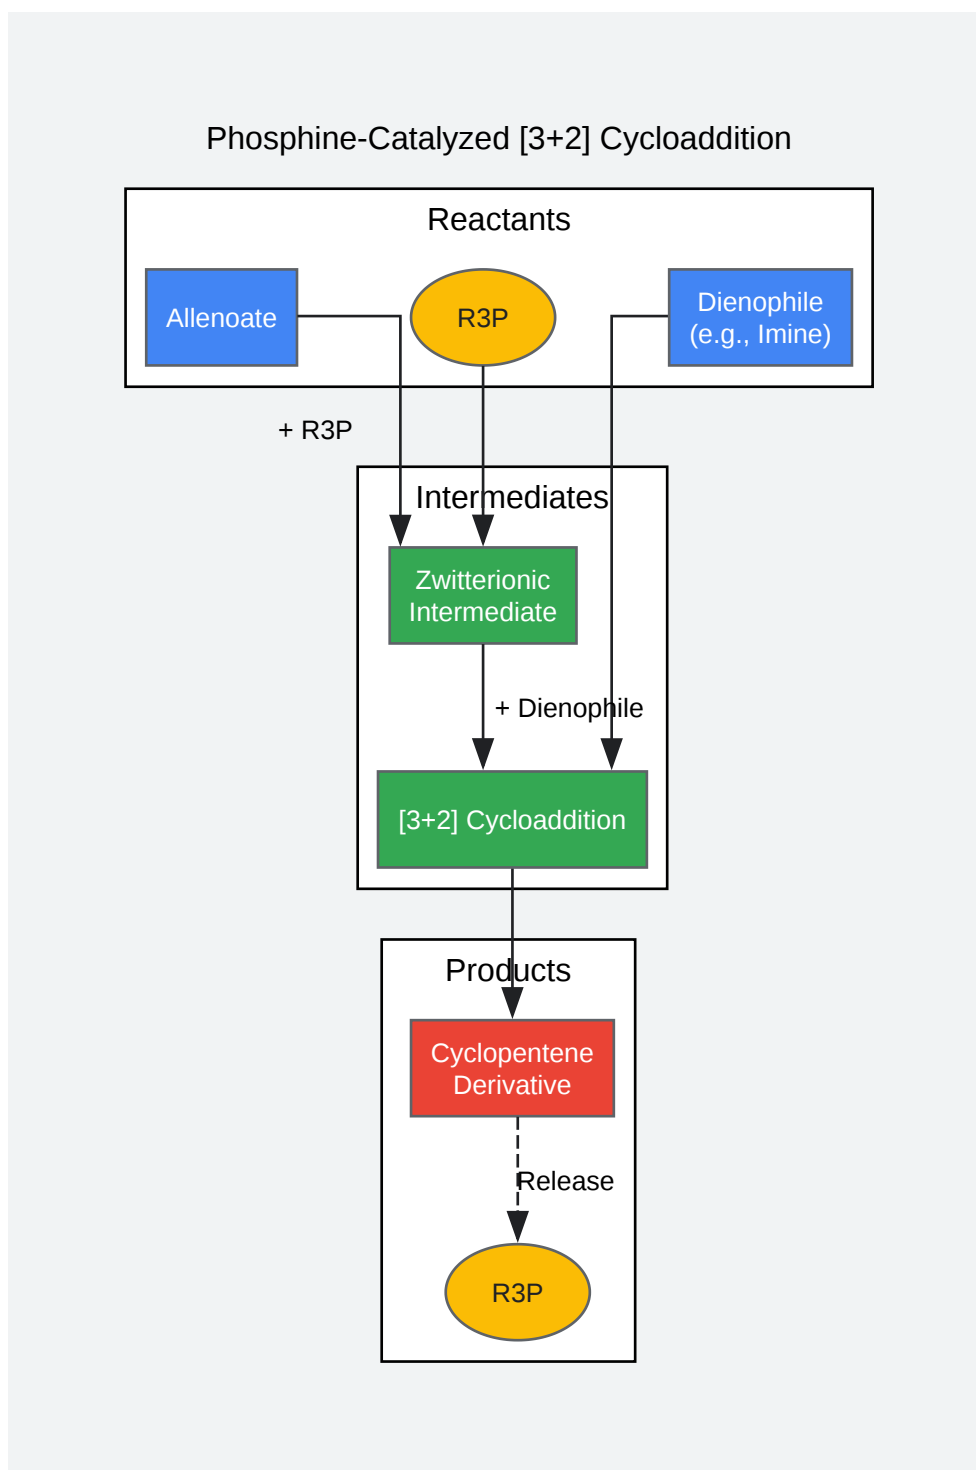 Phosphine-Catalyzed [3+2] Cycloaddition
Reactants
Allenoate
R3P
Dienophile
(e.g., Imine)
+ R3P
Intermediates
Zwitterionic
Intermediate
+ Dienophile
[3+2] Cycloaddition
Products
Cyclopentene
Derivative
Release
R3P